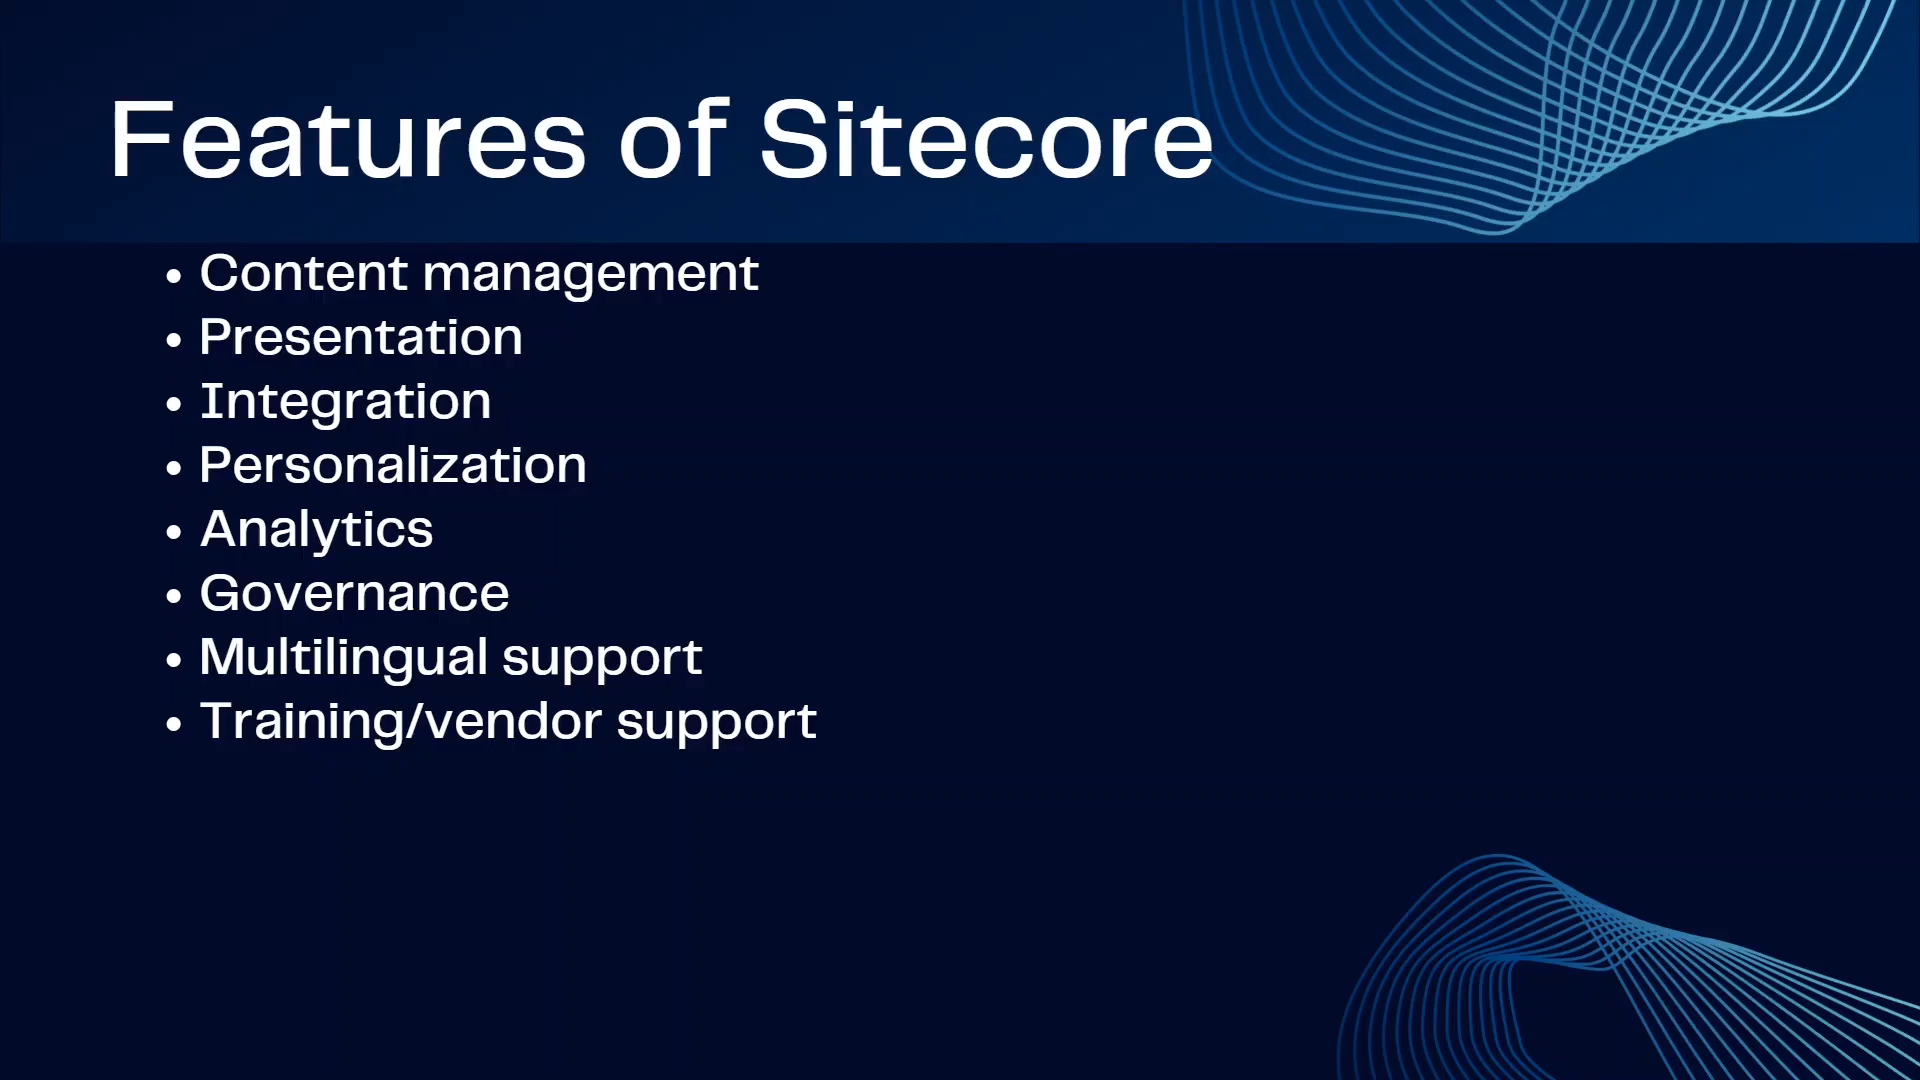 Features of Sitecore
• Content management
• Presentation
• Integration
• Personalization
• Analytics
• Governance
• Multilingual support
• Training/vendor support